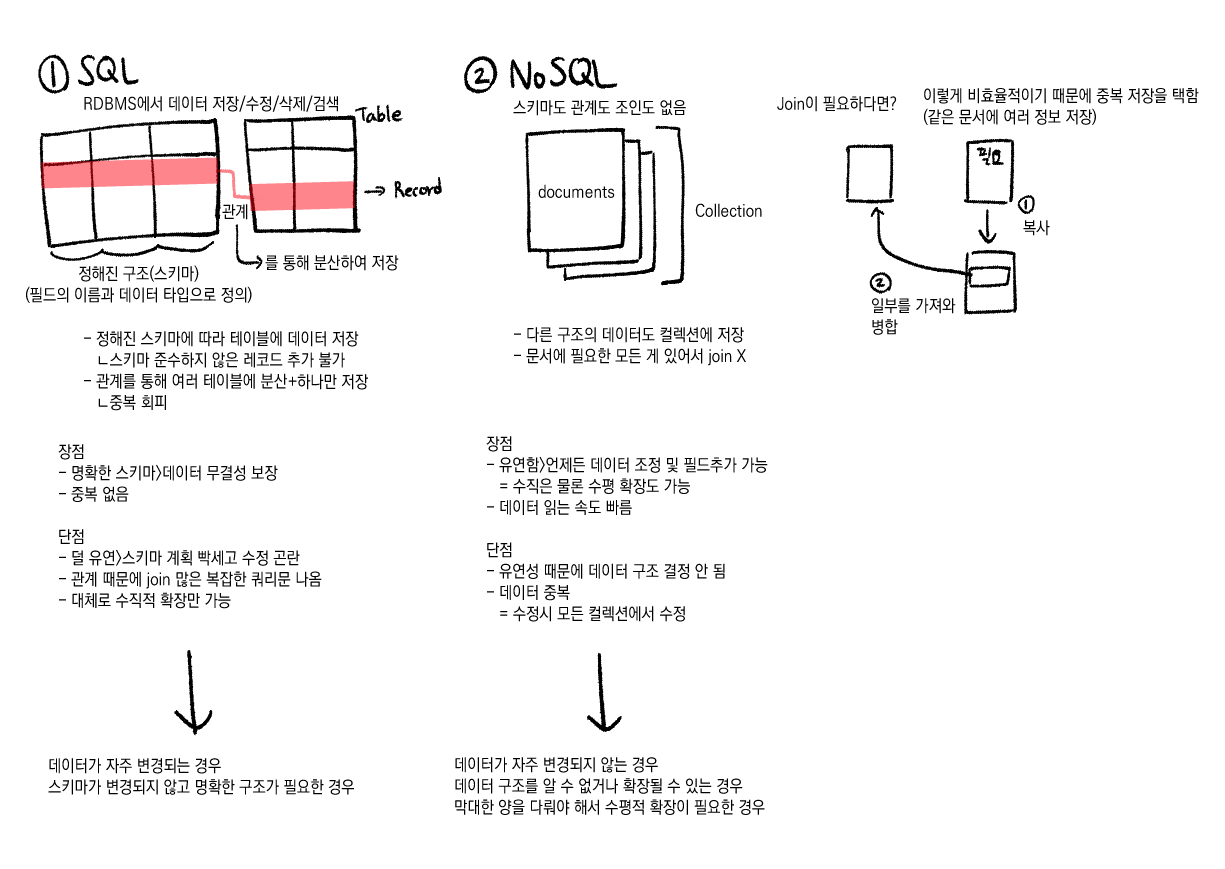 ① SQL
RDBMS에서 데이터 저장/수정/삭제/검색
Table
→ Record
관계
를 통해 분산하여 저장
정해진 구조(스키마)
(필드의 이름과 데이터 타입으로 정의)
- 정해진 스키마에 따라 테이블에 데이터 저장
ㄴ스키마 준수하지 않은 레코드 추가 불가
- 관계를 통해 여러 테이블에 분산+하나만 저장
ㄴ중복 회피
장점
- 명확한 스키마>데이터 무결성 보장
- 중복 없음
단점
- 덜 유연>스키마 계획 빡세고 수정 곤란
- 관계 때문에 join 많은 복잡한 쿼리문 나옴
- 대체로 수직적 확장만 가능
데이터가 자주 변경되는 경우
스키마가 변경되지 않고 명확한 구조가 필요한 경우
② NoSQL
스키마도 관계도 조인도 없음
documents
Collection
- 다른 구조의 데이터도 컬렉션에 저장
- 문서에 필요한 모든 게 있어서 join X
장점
- 유연함>언제든 데이터 조정 및 필드추가 가능
= 수직은 물론 수평 확장도 가능
- 데이터 읽는 속도 빠름
단점
- 유연성 때문에 데이터 구조 결정 안 됨
- 데이터 중복
= 수정시 모든 컬렉션에서 수정
데이터가 자주 변경되지 않는 경우
데이터 구조를 알 수 없거나 확장될 수 있는 경우
막대한 양을 다뤄야 해서 수평적 확장이 필요한 경우
Join이 필요하다면?
이렇게 비효율적이기 때문에 중복 저장을 택함
(같은 문서에 여러 정보 저장)
필요
①
복사
②
일부를 가져와
병합